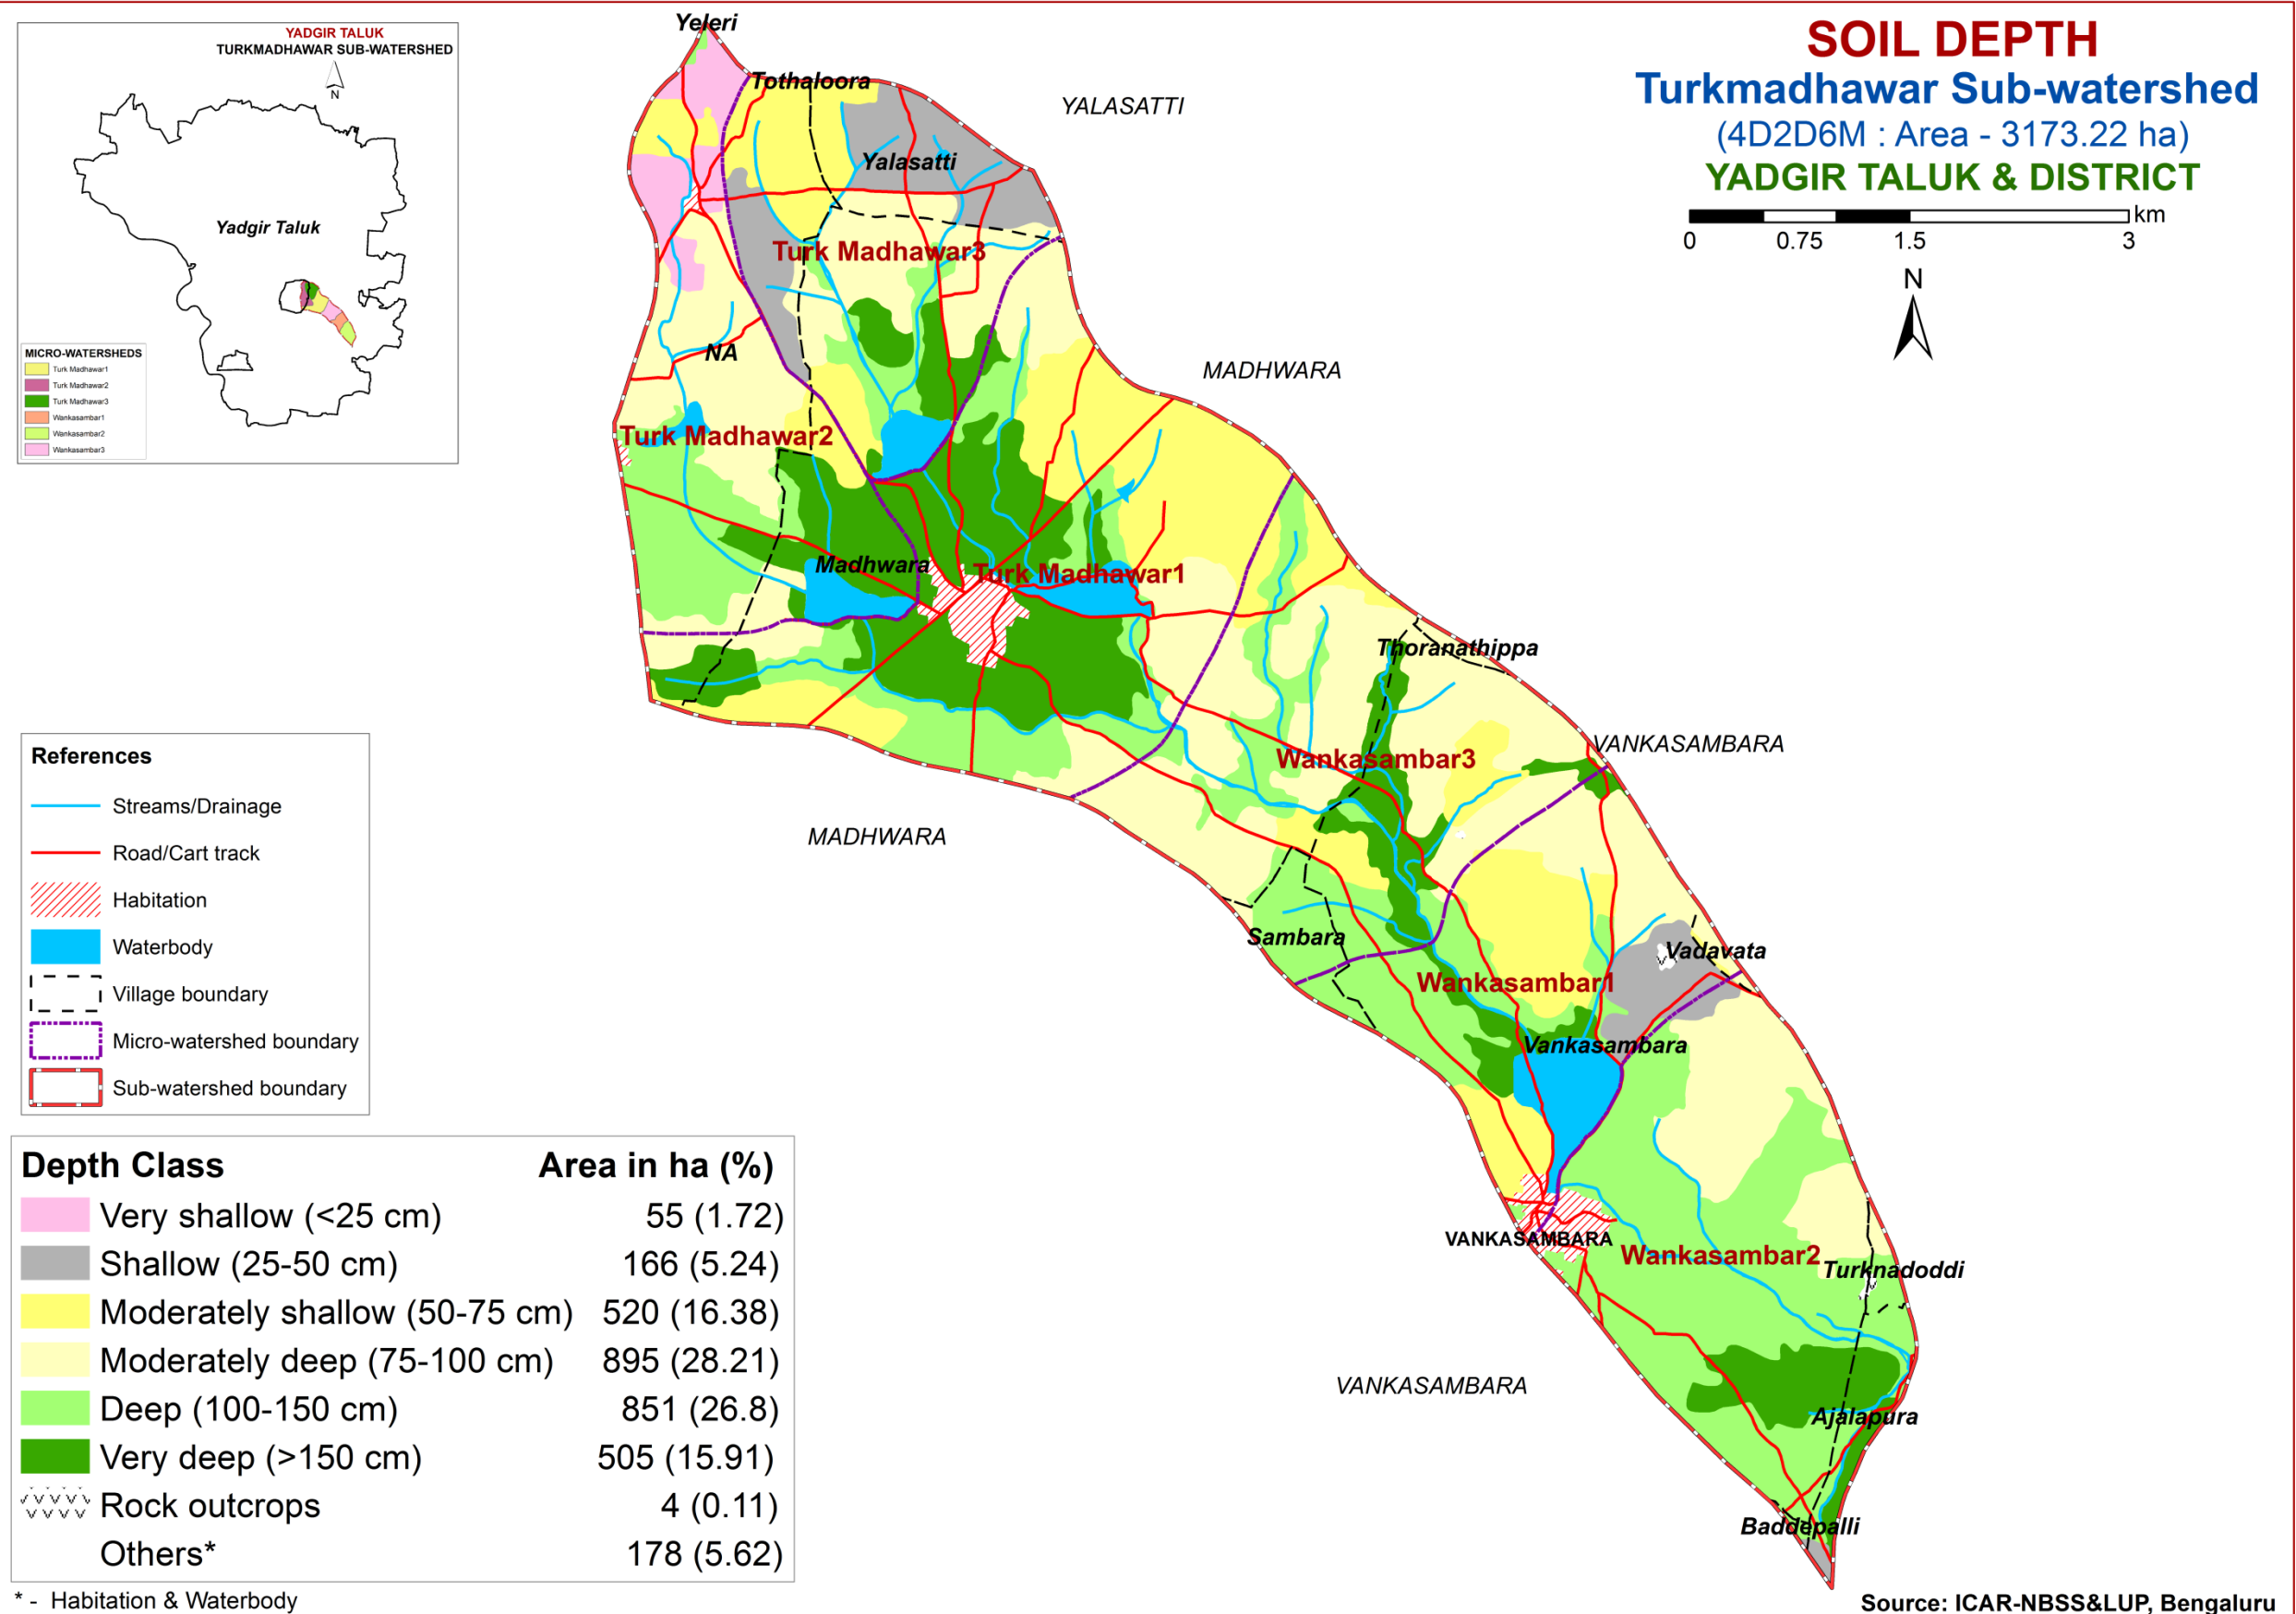 YADGIR TALUK
TURKMADHAWAR SUB-WATERSHED
N
Yadgir Taluk
MICRO-WATERSHEDS
Turk Madhawar1
Turk Madhawar2
Turk Madhawar3
Wankasambar1
Wankasambar2
Wankasambar3
SOIL DEPTH
Turkmadhawar Sub-watershed
(4D2D6M : Area - 3173.22 ha)
YADGIR TALUK & DISTRICT
km
0 0.75 1.5 3
N
Yeleri
Tothaloora
YALASATTI
Yalasatti
Turk Madhawar3
NA
MADHWARA
Turk Madhawar2
Madhwara
Turk Madhawar1
Thoranathippa
VANKASAMBARA
Wankasambar3
MADHWARA
Sambara
Vadavata
Wankasambar1
Vankasambara
VANKASAMBARA
Wankasambar2
Turknadoddi
VANKASAMBARA
Ajalapura
Baddepalli
References
Streams/Drainage
Road/Cart track
Habitation
Waterbody
Village boundary
Micro-watershed boundary
Sub-watershed boundary
Depth Class Area in ha (%)
Very shallow (<25 cm) 55 (1.72)
Shallow (25-50 cm) 166 (5.24)
Moderately shallow (50-75 cm) 520 (16.38)
Moderately deep (75-100 cm) 895 (28.21)
Deep (100-150 cm) 851 (26.8)
Very deep (>150 cm) 505 (15.91)
Rock outcrops 4 (0.11)
Others* 178 (5.62)
* - Habitation & Waterbody
Source: ICAR-NBSS&LUP, Bengaluru